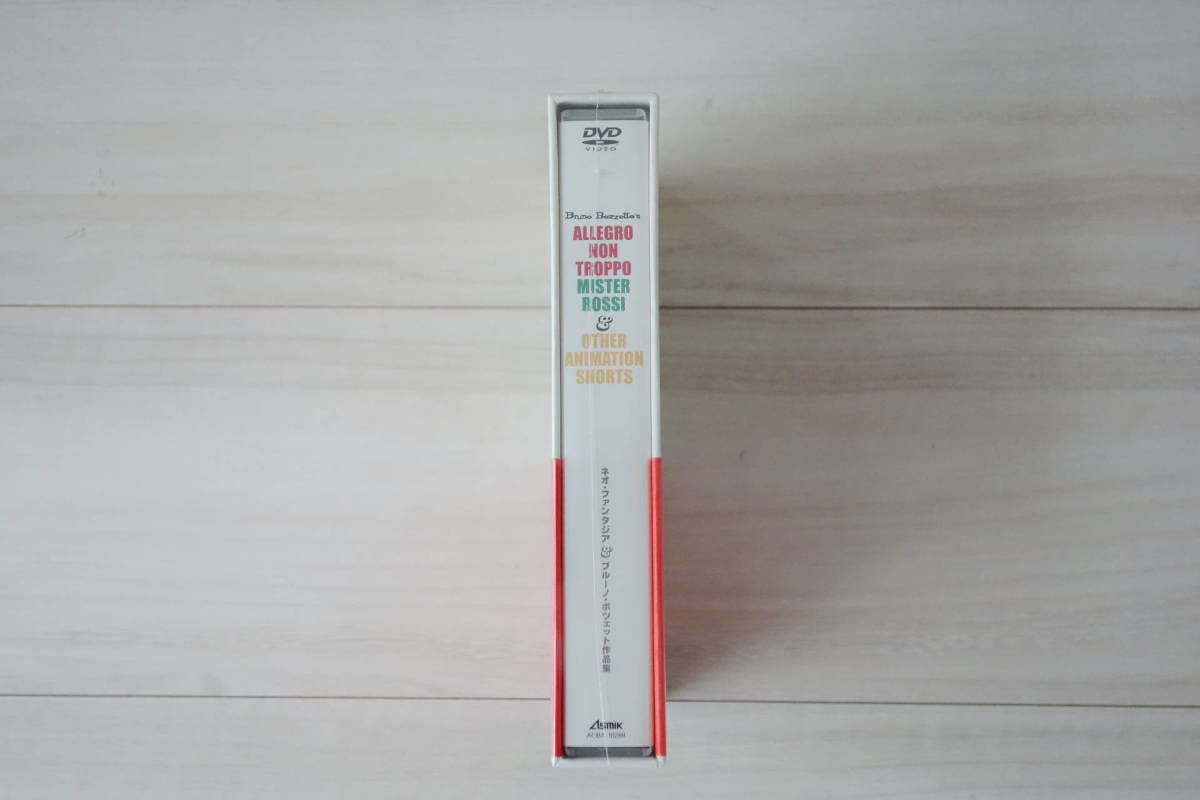 DVD
VIDEO
Bruno Bozzetto's
ALLEGRO
NON
TROPPO
MISTER
ROSSI
&
OTHER
ANIMATION
SHORTS
ネオ・ファンタジア&ブルーノ・ボツェット作品集
ASMIK